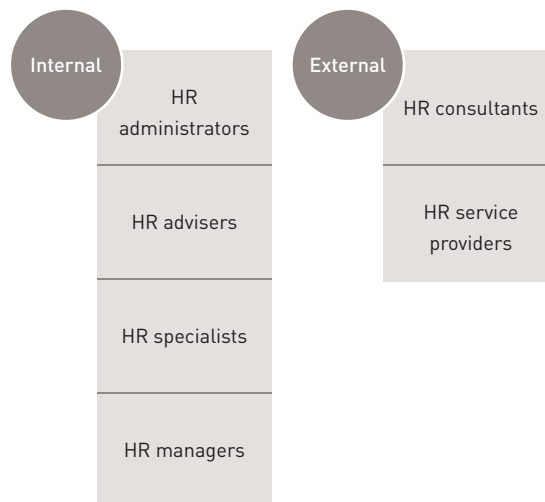 Internal
HR
administrators
HR advisers
HR specialists
HR managers
External
HR consultants
HR service
providers